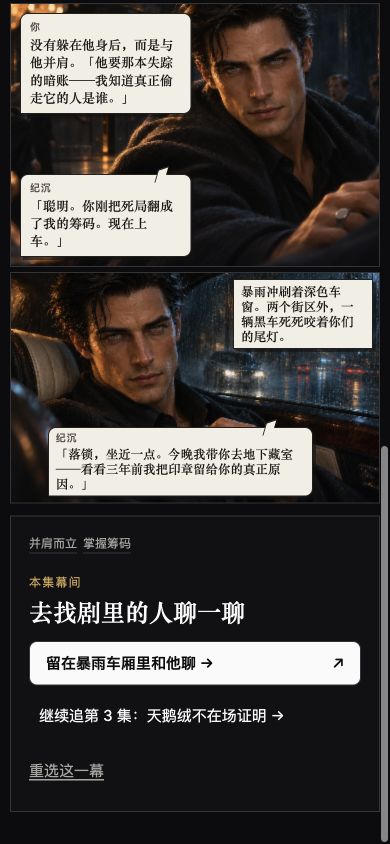 你
没有躲在他身后，而是与
他并肩。「他要那本失踪
的暗账——我知道真正偷
走它的人是谁。」
纪沉
「聪明。你刚把死局翻成
了我的筹码。现在上
车。」
暴雨冲刷着深色车
窗。两个街区外，一
辆黑车死死咬着你们
的尾灯。
纪沉
「落锁，坐近一点。今晚我带你去地下藏室
——看看三年前我把印章留给你的真正原
因。」
并肩而立 掌握筹码
本集幕间
去找剧里的人聊一聊
留在暴雨车厢里和他聊 → ↗
继续追第 3 集：天鹅绒不在场证明 →
重选这一幕